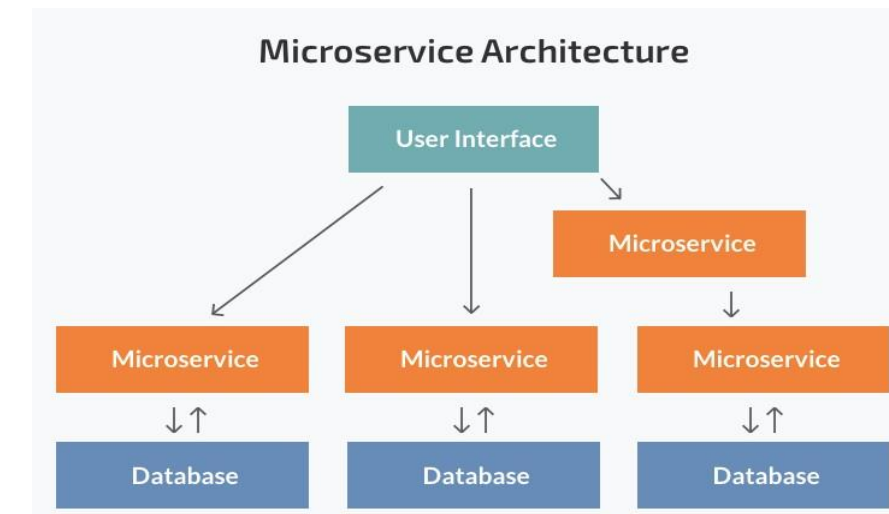 Microservice Architecture
User Interface
Microservice
Microservice
Microservice
Microservice
Database
Database
Database